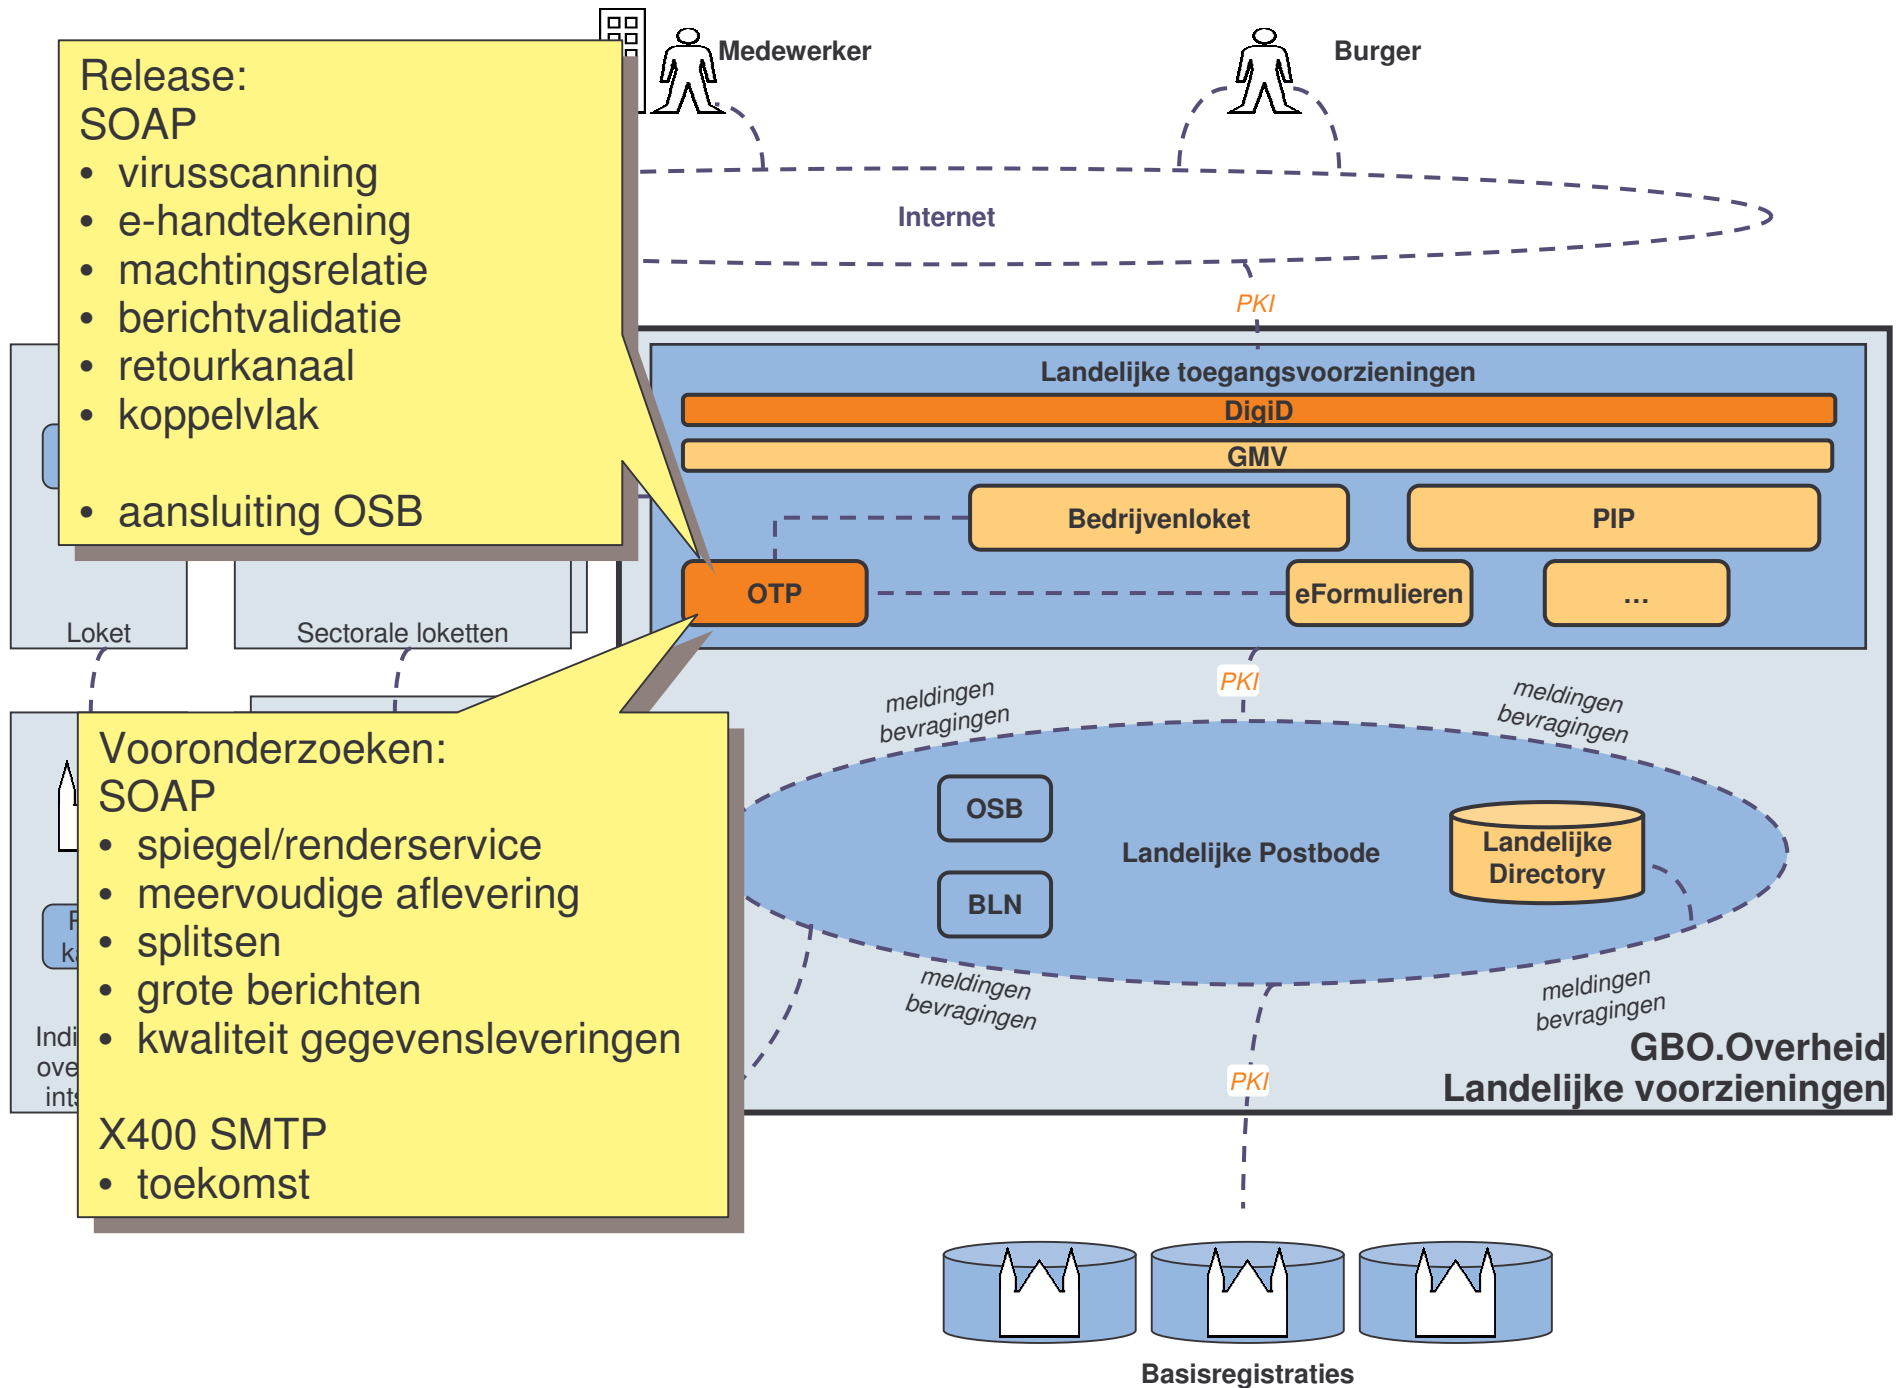 Medewerker
Burger
Release:
SOAP
• virusscanning
• e-handtekening
• machtingsrelatie
• berichtvalidatie
• retourkanaal
• koppelvlak
• aansluiting OSB
Internet
PKI
Landelijke toegangsvoorzieningen
DigiD
GMV
Bedrijvenloket
PIP
OTP
eFormulieren
...
Loket
Sectorale loketten
PKI
meldingen
bevragingen
meldingen
bevragingen
Vooronderzoeken:
SOAP
• spiegel/renderservice
• meervoudige aflevering
• splitsen
• grote berichten
• kwaliteit gegevensleveringen
X400 SMTP
• toekomst
OSB
Landelijke Postbode
Landelijke
Directory
BLN
meldingen
bevragingen
meldingen
bevragingen
PKI
GBO.Overheid
Landelijke voorzieningen
Basisregistraties